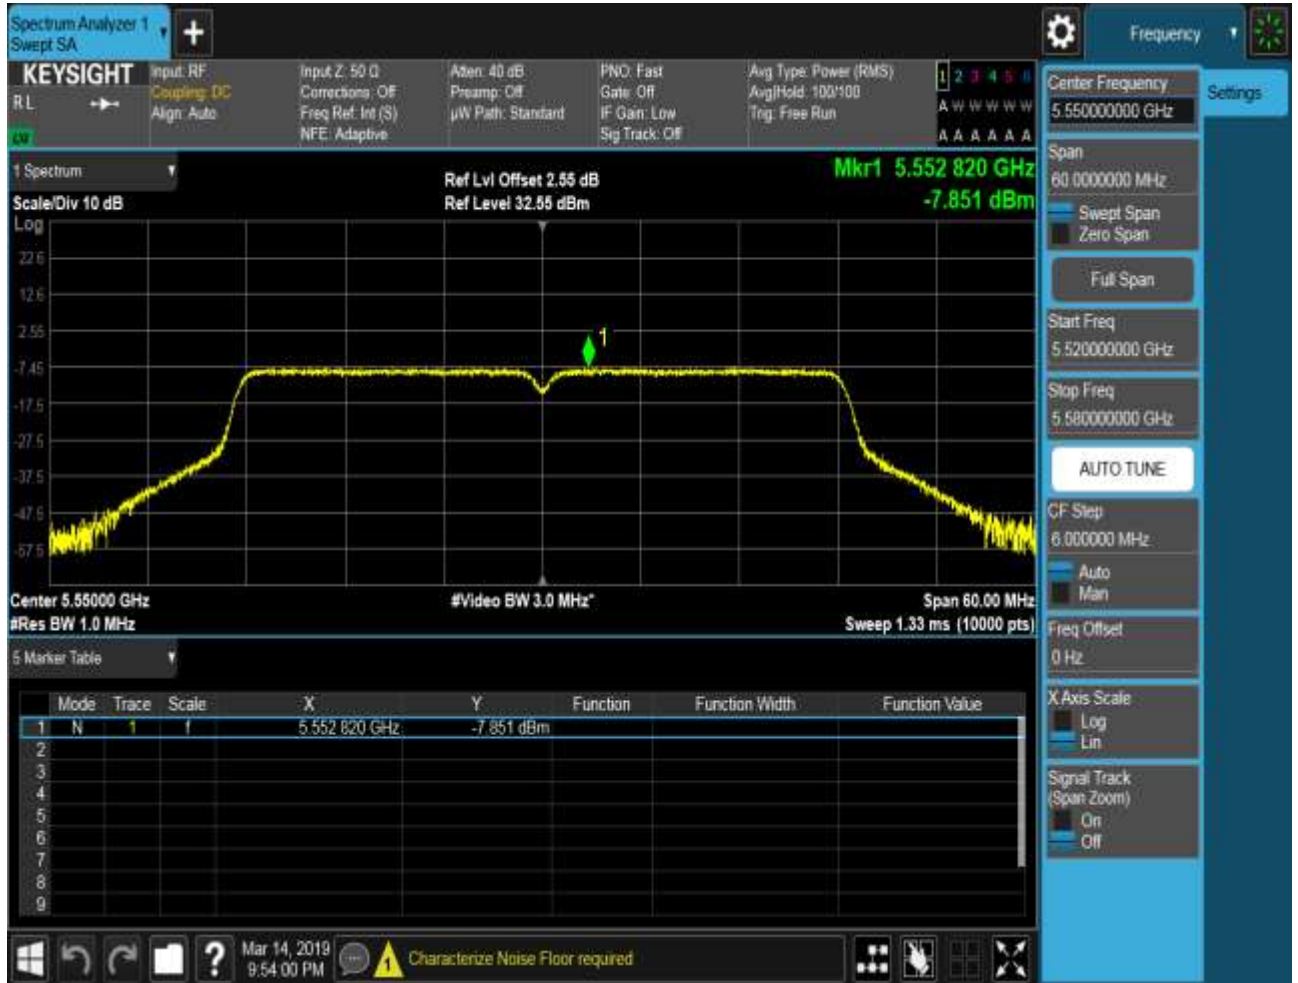 Spectrum Analyzer 1
Swept SA
+
Frequency
KEYSIGHT
R L
Input: RF
Coupling: DC
Align: Auto
Input Z: 50 Ω
Corrections: Off
Freq Ref: Int (S)
NFE: Adaptive
Atten: 40 dB
Preamp: Off
µW Path: Standard
PNO: Fast
Gate: Off
IF Gain: Low
Sig Track: Off
Avg Type: Power (RMS)
Avg|Hold: 100/100
Trig: Free Run
1 2 3 4 5 6
A W W W W W
A A A A A A
1 Spectrum
Scale/Div 10 dB
Ref Lvl Offset 2.55 dB
Ref Level 32.55 dBm
Mkr1 5.552 820 GHz
-7.851 dBm
Log
22.6
12.6
2.55
-7.45
-17.5
-27.5
-37.5
-47.5
-57.5
1
Center 5.55000 GHz
#Video BW 3.0 MHz*
Span 60.00 MHz
#Res BW 1.0 MHz
Sweep 1.33 ms (10000 pts)
5 Marker Table
Mode Trace Scale X Y Function Function Width Function Value
1 N 1 f 5.552 820 GHz -7.851 dBm
2
3
4
5
6
7
8
9
Mar 14, 2019
9:54:00 PM
?
1
Characterize Noise Floor required
Center Frequency
5.550000000 GHz
Settings
Span
60.0000000 MHz
Swept Span
Zero Span
Full Span
Start Freq
5.520000000 GHz
Stop Freq
5.580000000 GHz
AUTO TUNE
CF Step
6.000000 MHz
Auto
Man
Freq Offset
0 Hz
X Axis Scale
Log
Lin
Signal Track
(Span Zoom)
On
Off